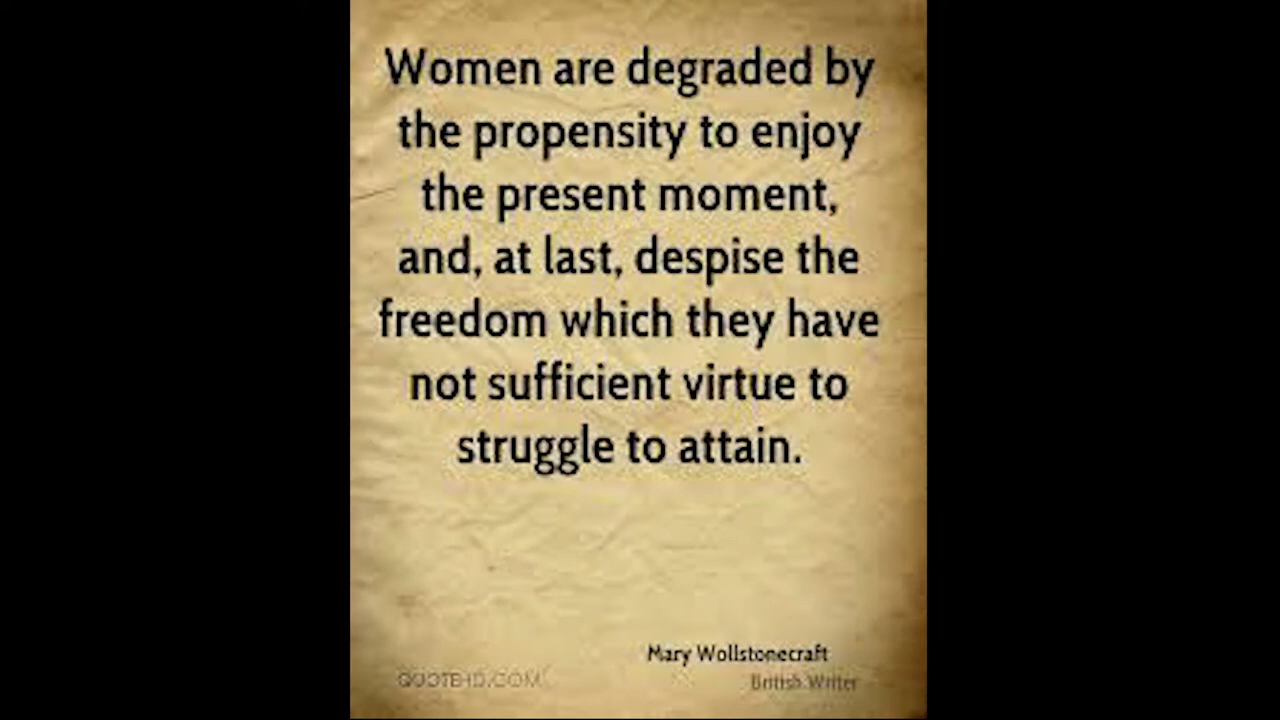 Women are degraded by
the propensity to enjoy
the present moment,
and, at last, despise the
freedom which they have
not sufficient virtue to
struggle to attain.
Mary Wollstonecraft
QUOTEHD.COM
British Writer